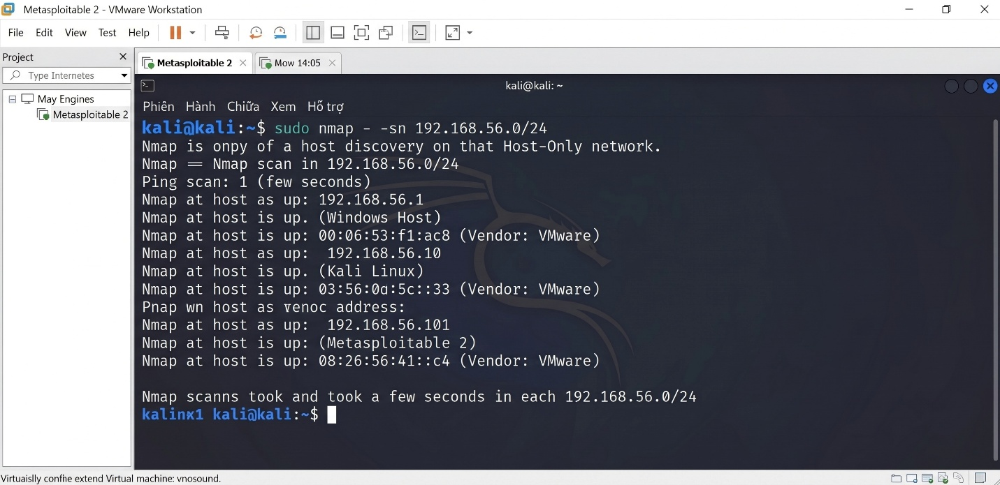 Metasploitable 2 - VMware Workstation
File Edit View Test Help
Project
Type Internetes
May Engines
Metasploitable 2
Metasploitable 2
Mow 14:05
kali@kali: ~
Phiên Hành Chiữa Xem Hỗ trợ
kali@kali:~$ sudo nmap - -sn 192.168.56.0/24
Nmap is onpy of a host discovery on that Host-Only network.
Nmap == Nmap scan in 192.168.56.0/24
Ping scan: 1 (few seconds)
Nmap at host as up: 192.168.56.1
Nmap at host is up. (Windows Host)
Nmap at host is up: 00:06:53:f1:ac8 (Vendor: VMware)
Nmap at host as up: 192.168.56.10
Nmap at host is up. (Kali Linux)
Nmap at host is up: 03:56:0a:5c::33 (Vendor: VMware)
Pnap wn host as venoc address:
Nmap at host as up: 192.168.56.101
Nmap at host is up: (Metasploitable 2)
Nmap at host is up: 08:26:56:41::c4 (Vendor: VMware)
Nmap scanns took and took a few seconds in each 192.168.56.0/24
kalinx1 kali@kali:~$
Virtuaislly confhe extend Virtual machine: vnosound.